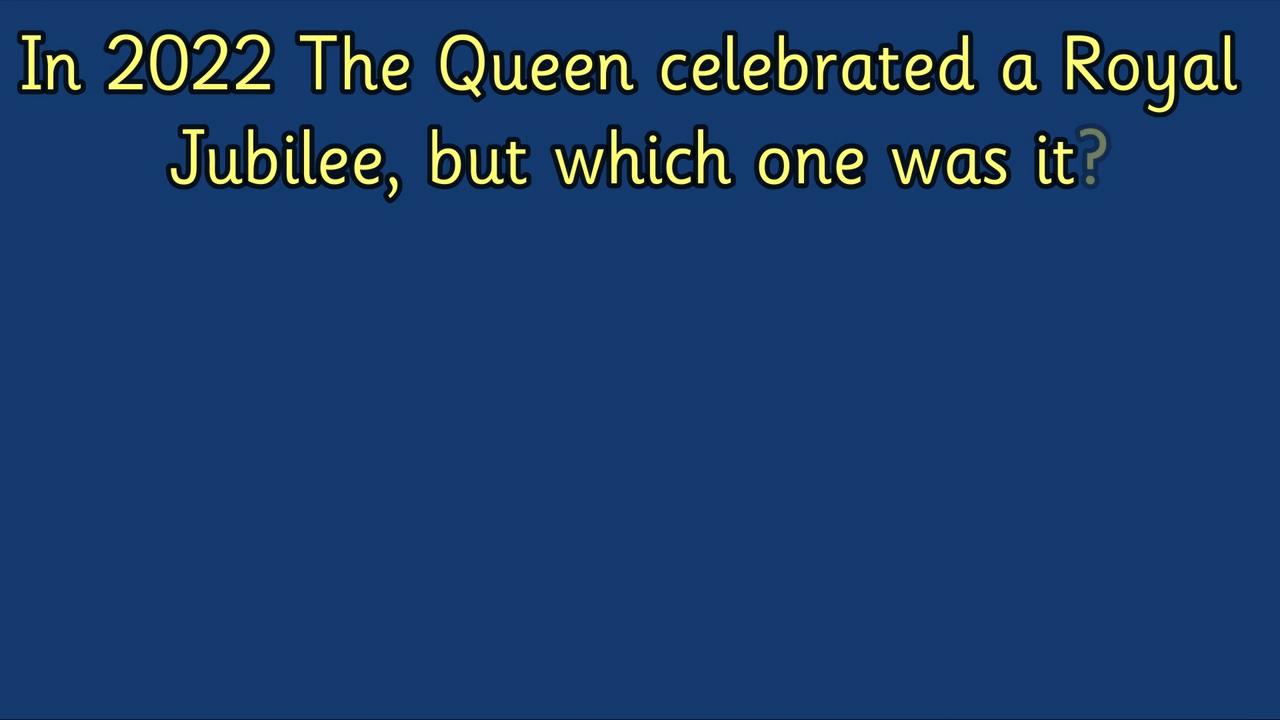 In 2022 The Queen celebrated a Royal
Jubilee, but which one was it?